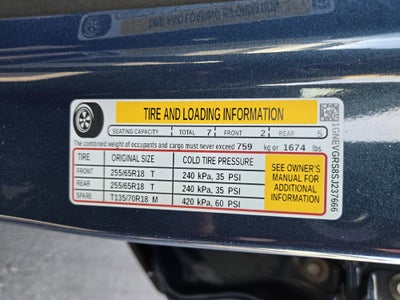 TIRE AND LOADING INFORMATION
SEATING CAPACITY TOTAL 7 FRONT 2 REAR 5
The combined weight of occupants and cargo must never exceed 759 kg or 1674 lbs
TIRE ORIGINAL SIZE COLD TIRE PRESSURE
FRONT 255/65R18 T 240 kPa, 35 PSI
REAR 255/65R18 T 240 kPa, 35 PSI
SPARE T135/70R18 M 420 kPa, 60 PSI
SEE OWNER'S
MANUAL FOR
ADDITIONAL
INFORMATION
1GNEVGRS8SJ237666